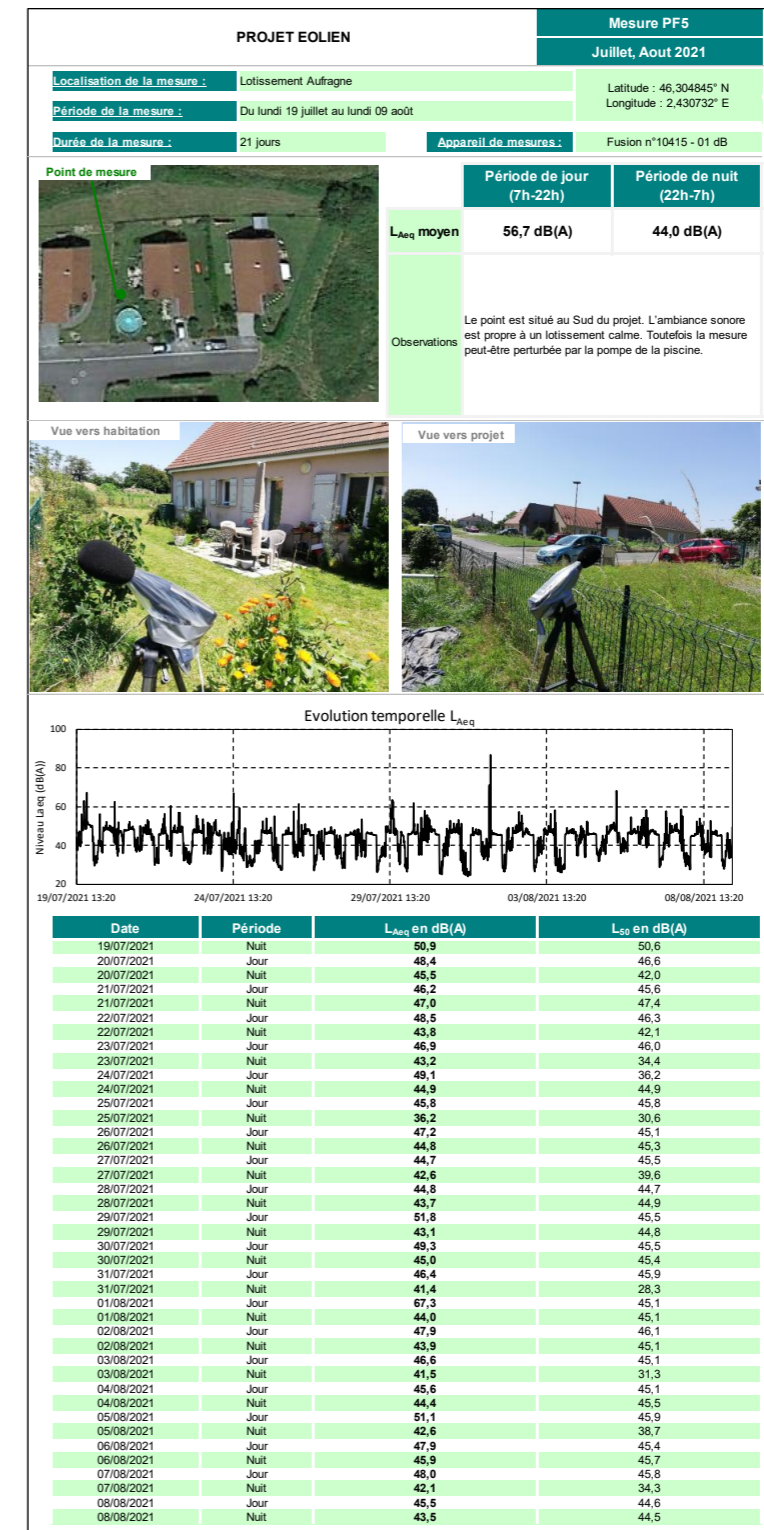 PROJET EOLIEN
Mesure PF5
Juillet, Aout 2021
Localisation de la mesure :
Lotissement Aufragne
Latitude : 46,304845° N
Longitude : 2,430732° E
Période de la mesure :
Du lundi 19 juillet au lundi 09 août
Durée de la mesure :
21 jours
Appareil de mesures :
Fusion n°10415 - 01 dB
Point de mesure
Période de jour
(7h-22h)
Période de nuit
(22h-7h)
LAeq moyen
56,7 dB(A)
44,0 dB(A)
Observations
Le point est situé au Sud du projet. L'ambiance sonore
est propre à un lotissement calme. Toutefois la mesure
peut-être perturbée par la pompe de la piscine.
Vue vers habitation
Vue vers projet
Evolution temporelle LAeq
Niveau Laeq (dB(A))
100
80
60
40
20
19/07/2021 13:20
24/07/2021 13:20
29/07/2021 13:20
03/08/2021 13:20
08/08/2021 13:20
Date Période LAeq en dB(A) L50 en dB(A)
19/07/2021 Nuit 50,9 50,6
20/07/2021 Jour 48,4 46,6
20/07/2021 Nuit 45,5 42,0
21/07/2021 Jour 46,2 45,6
21/07/2021 Nuit 47,0 47,4
22/07/2021 Jour 48,5 46,3
22/07/2021 Nuit 43,8 42,1
23/07/2021 Jour 46,9 46,0
23/07/2021 Nuit 43,2 34,4
24/07/2021 Jour 49,1 36,2
24/07/2021 Nuit 44,9 44,9
25/07/2021 Jour 45,8 45,8
25/07/2021 Nuit 36,2 30,6
26/07/2021 Jour 47,2 45,1
26/07/2021 Nuit 44,8 45,3
27/07/2021 Jour 44,7 45,5
27/07/2021 Nuit 42,6 39,6
28/07/2021 Jour 44,8 44,7
28/07/2021 Nuit 43,7 44,9
29/07/2021 Jour 51,8 45,5
29/07/2021 Nuit 43,1 44,8
30/07/2021 Jour 49,3 45,5
30/07/2021 Nuit 45,0 45,4
31/07/2021 Jour 46,4 45,9
31/07/2021 Nuit 41,4 28,3
01/08/2021 Jour 67,3 45,1
01/08/2021 Nuit 44,0 45,1
02/08/2021 Jour 47,9 46,1
02/08/2021 Nuit 43,9 45,1
03/08/2021 Jour 46,6 45,1
03/08/2021 Nuit 41,5 31,3
04/08/2021 Jour 45,6 45,1
04/08/2021 Nuit 44,4 45,5
05/08/2021 Jour 51,1 45,9
05/08/2021 Nuit 42,6 38,7
06/08/2021 Jour 47,9 45,4
06/08/2021 Nuit 45,9 45,7
07/08/2021 Jour 48,0 45,8
07/08/2021 Nuit 42,1 34,3
08/08/2021 Jour 45,5 44,6
08/08/2021 Nuit 43,5 44,5